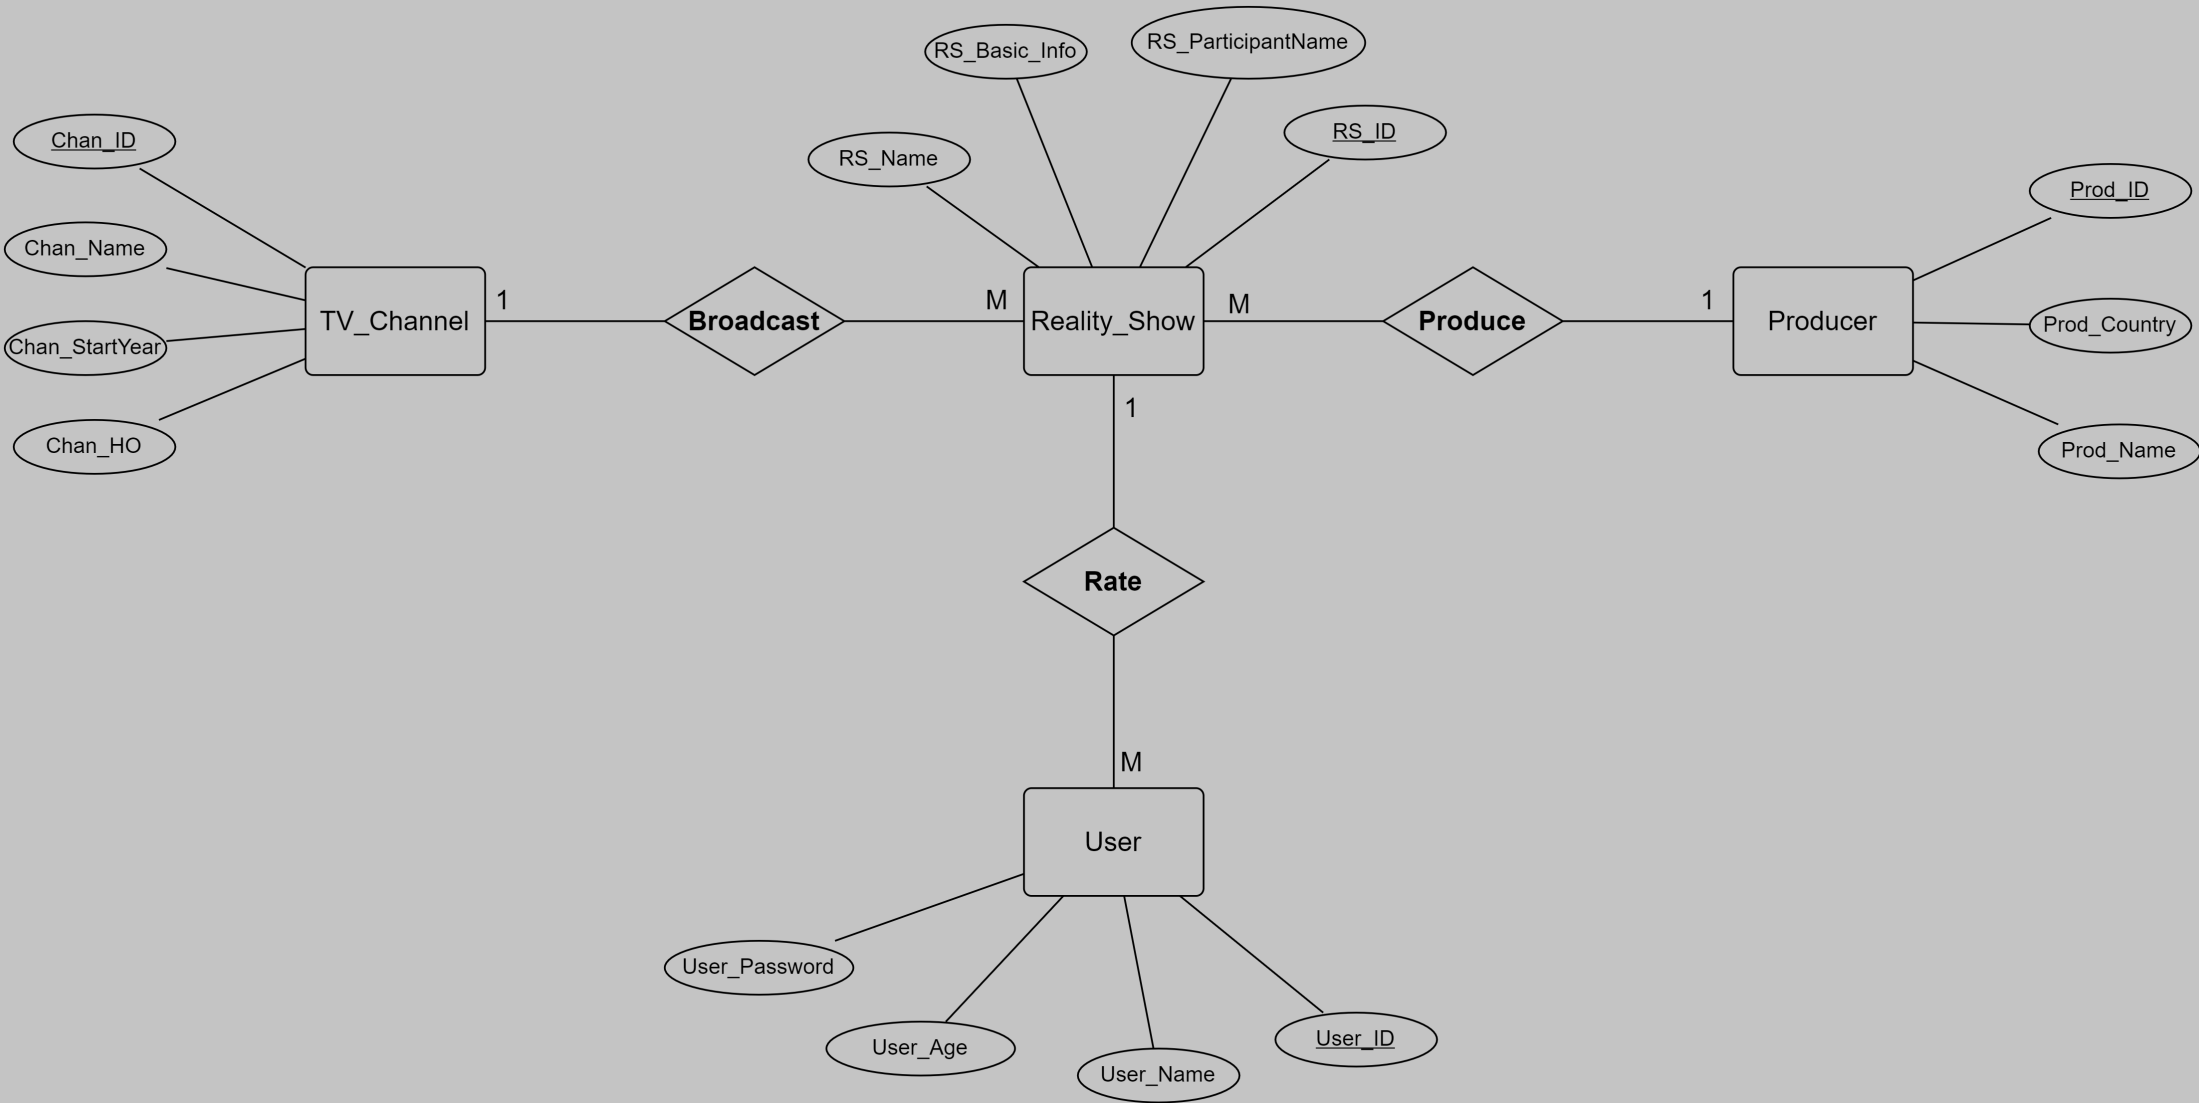 RS_Basic_Info
RS_ParticipantName
Chan_ID
RS_Name
RS_ID
Prod_ID
Chan_Name
TV_Channel
1
Broadcast
M
Reality_Show
M
Produce
1
Producer
Prod_Country
Chan_StartYear
Chan_HO
1
Prod_Name
Rate
M
User
User_Password
User_Age
User_Name
User_ID